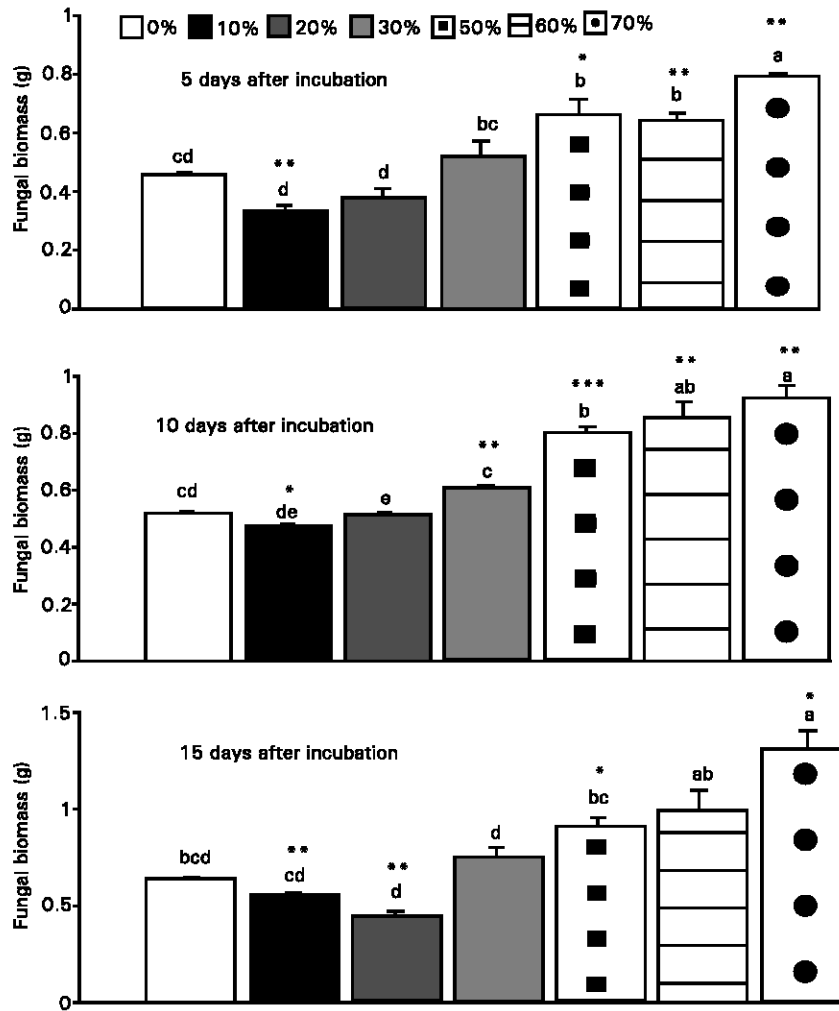 1 0% 10% 20% 30% 50% 60% 70%
5 days after incubation
Fungal biomass (g)
0.8
0.6
0.4
0.2
0
cd
**
d
d
bc
*
b
**
b
**
a
1
10 days after incubation
Fungal biomass (g)
0.8
0.6
0.4
0.2
0
cd
*
de
e
**
c
***
b
**
ab
**
a
1.5
15 days after incubation
Fungal biomass (g)
1
0.5
0
bcd
**
cd
**
d
d
*
bc
ab
*
a